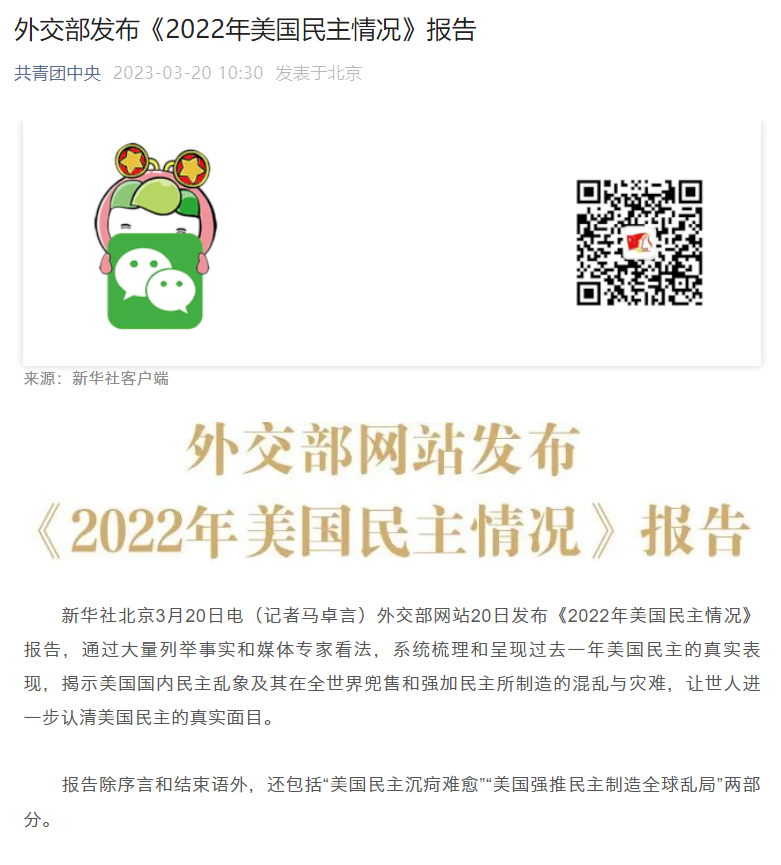 外交部发布《2022年美国民主情况》报告
共青团中央 2023-03-20 10:30 发表于北京
来源：新华社客户端
外交部网站发布
《2022年美国民主情况》报告
新华社北京3月20日电（记者马卓言）外交部网站20日发布《2022年美国民主情况》
报告，通过大量列举事实和媒体专家看法，系统梳理和呈现过去一年美国民主的真实表
现，揭示美国国内民主乱象及其在全世界兜售和强加民主所制造的混乱与灾难，让世人进
一步认清美国民主的真实面目。
报告除序言和结束语外，还包括“美国民主沉疴难愈”“美国强推民主制造全球乱局”两部
分。